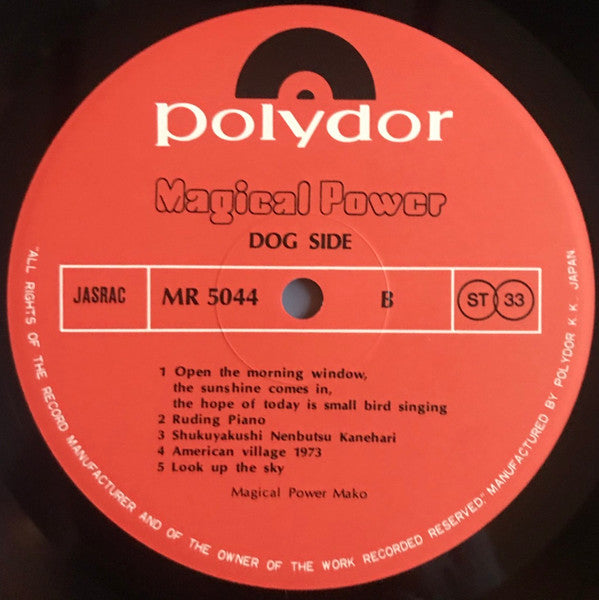 polydor
Magical Power
DOG SIDE
JASRAC
MR 5044
B
ST 33
1 Open the morning window,
the sunshine comes in,
the hope of today is small bird singing
2 Ruding Piano
3 Shukuyakushi Nenbutsu Kanehari
4 American village 1973
5 Look up the sky
Magical Power Mako
"ALL RIGHTS OF THE RECORD MANUFACTURER AND OF THE OWNER OF THE WORK RECORDED RESERVED." MANUFACTURED BY POLYDOR K. K. JAPAN